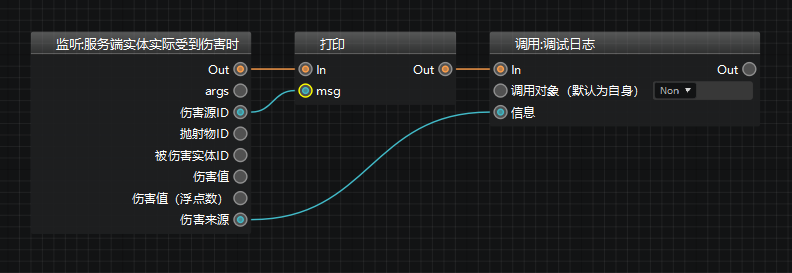 监听:服务端实体实际受到伤害时
Out
args
伤害源ID
抛射物ID
被伤害实体ID
伤害值
伤害值（浮点数）
伤害来源
打印
In Out
msg
调用:调试日志
In Out
调用对象（默认为自身） Non
信息